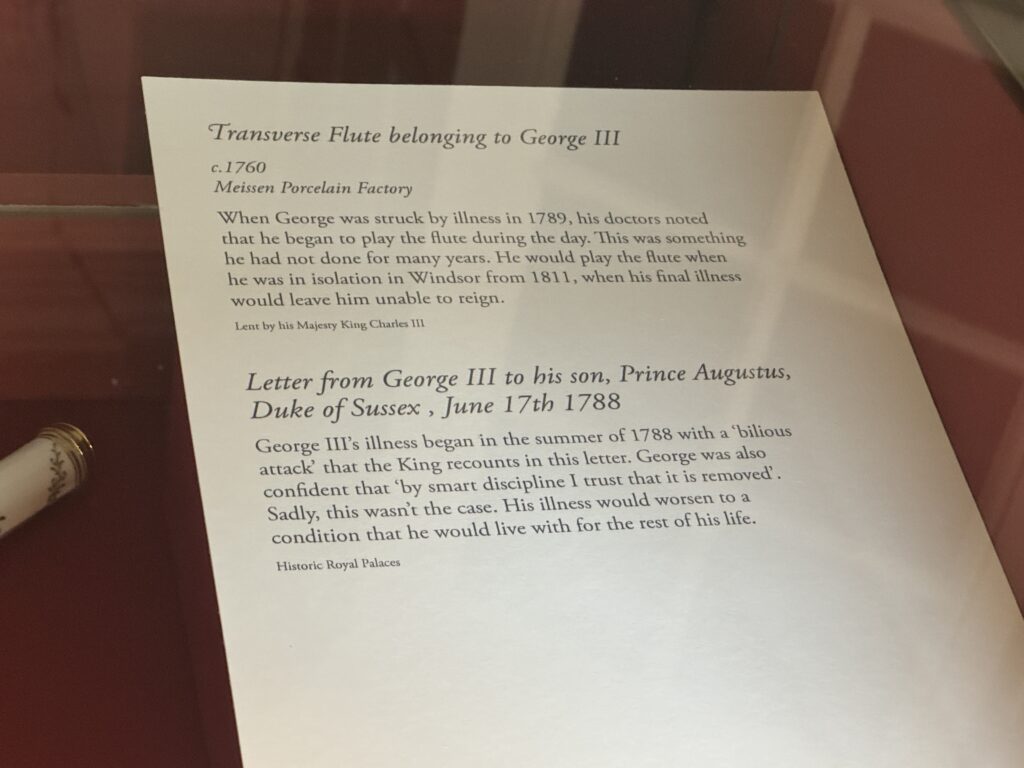 Transverse Flute belonging to George III
c.1760
Meissen Porcelain Factory
When George was struck by illness in 1789, his doctors noted
that he began to play the flute during the day. This was something
he had not done for many years. He would play the flute when
he was in isolation in Windsor from 1811, when his final illness
would leave him unable to reign.
Lent by his Majesty King Charles III
Letter from George III to his son, Prince Augustus,
Duke of Sussex , June 17th 1788
George III's illness began in the summer of 1788 with a ‘bilious
attack’ that the King recounts in this letter. George was also
confident that ‘by smart discipline I trust that it is removed’.
Sadly, this wasn't the case. His illness would worsen to a
condition that he would live with for the rest of his life.
Historic Royal Palaces